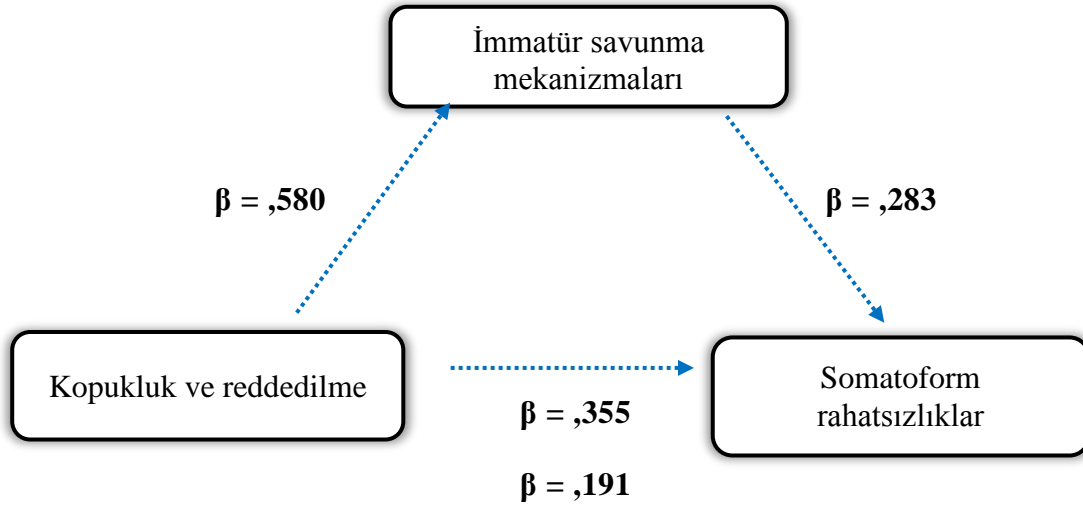 İmmatür savunma
mekanizmaları
β = ,580
β = ,283
Kopukluk ve reddedilme
β = ,355
β = ,191
Somatoform
rahatsızlıklar